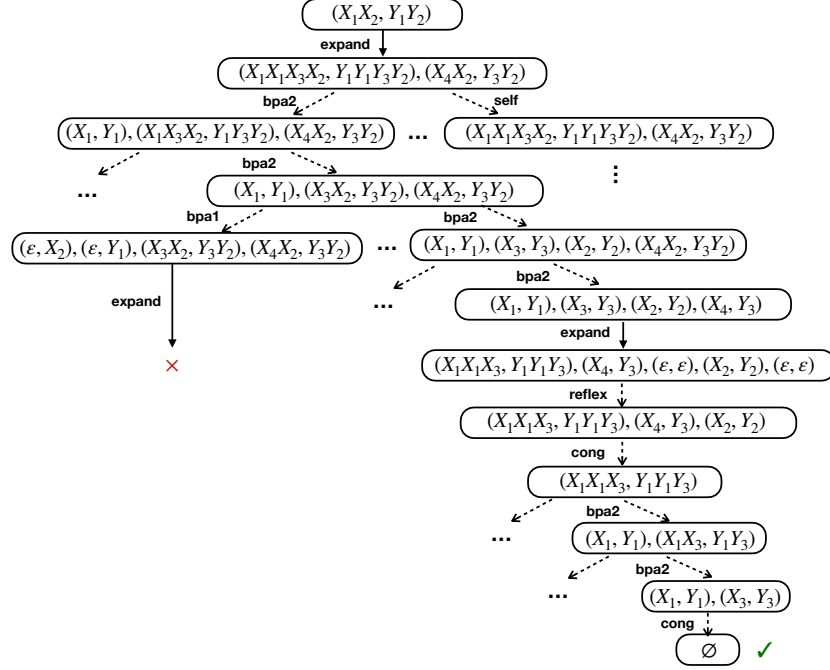 (X₁X₂, Y₁Y₂)
expand
(X₁X₁X₃X₂, Y₁Y₁Y₃Y₂), (X₄X₂, Y₃Y₂)
bpa2 self
(X₁, Y₁), (X₁X₃X₂, Y₁Y₃Y₂), (X₄X₂, Y₃Y₂) ... (X₁X₁X₃X₂, Y₁Y₁Y₃Y₂), (X₄X₂, Y₃Y₂)
bpa2
... ⋮
(X₁, Y₁), (X₃X₂, Y₃Y₂), (X₄X₂, Y₃Y₂)
bpa1 bpa2
(ε, X₂), (ε, Y₁), (X₃X₂, Y₃Y₂), (X₄X₂, Y₃Y₂) ... (X₁, Y₁), (X₃, Y₃), (X₂, Y₂), (X₄X₂, Y₃Y₂)
bpa2
expand ...
(X₁, Y₁), (X₃, Y₃), (X₂, Y₂), (X₄, Y₃)
expand
× (X₁X₁X₃, Y₁Y₁Y₃), (X₄, Y₃), (ε, ε), (X₂, Y₂), (ε, ε)
reflex
(X₁X₁X₃, Y₁Y₁Y₃), (X₄, Y₃), (X₂, Y₂)
cong
(X₁X₁X₃, Y₁Y₁Y₃)
bpa2
... (X₁, Y₁), (X₁X₃, Y₁Y₃)
bpa2
... (X₁, Y₁), (X₃, Y₃)
cong
∅ ✓